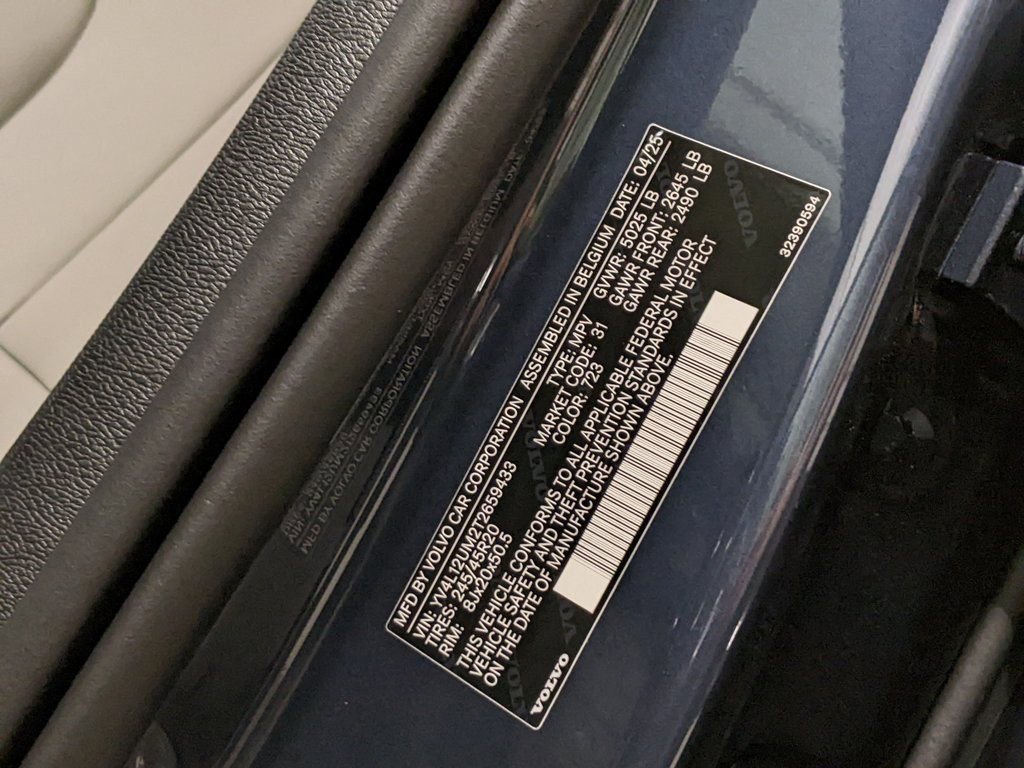 MFD BY VOLVO CAR CORPORATION ASSEMBLED IN BELGIUM DATE: 04/25
VIN: YV4L12UM2T2659433 TYPE: MPV GVWR: 5025 LB
TIRES: 245/45R20 MARKET CODE: 31 GAWR FRONT: 2645 LB
RIM: 8JX20x50.5 COLOR: 723 GAWR REAR: 2490 LB
THIS VEHICLE CONFORMS TO ALL APPLICABLE FEDERAL MOTOR
VEHICLE SAFETY AND THEFT PREVENTION STANDARDS IN EFFECT
ON THE DATE OF MANUFACTURE SHOWN ABOVE.
VOLVO
32390594